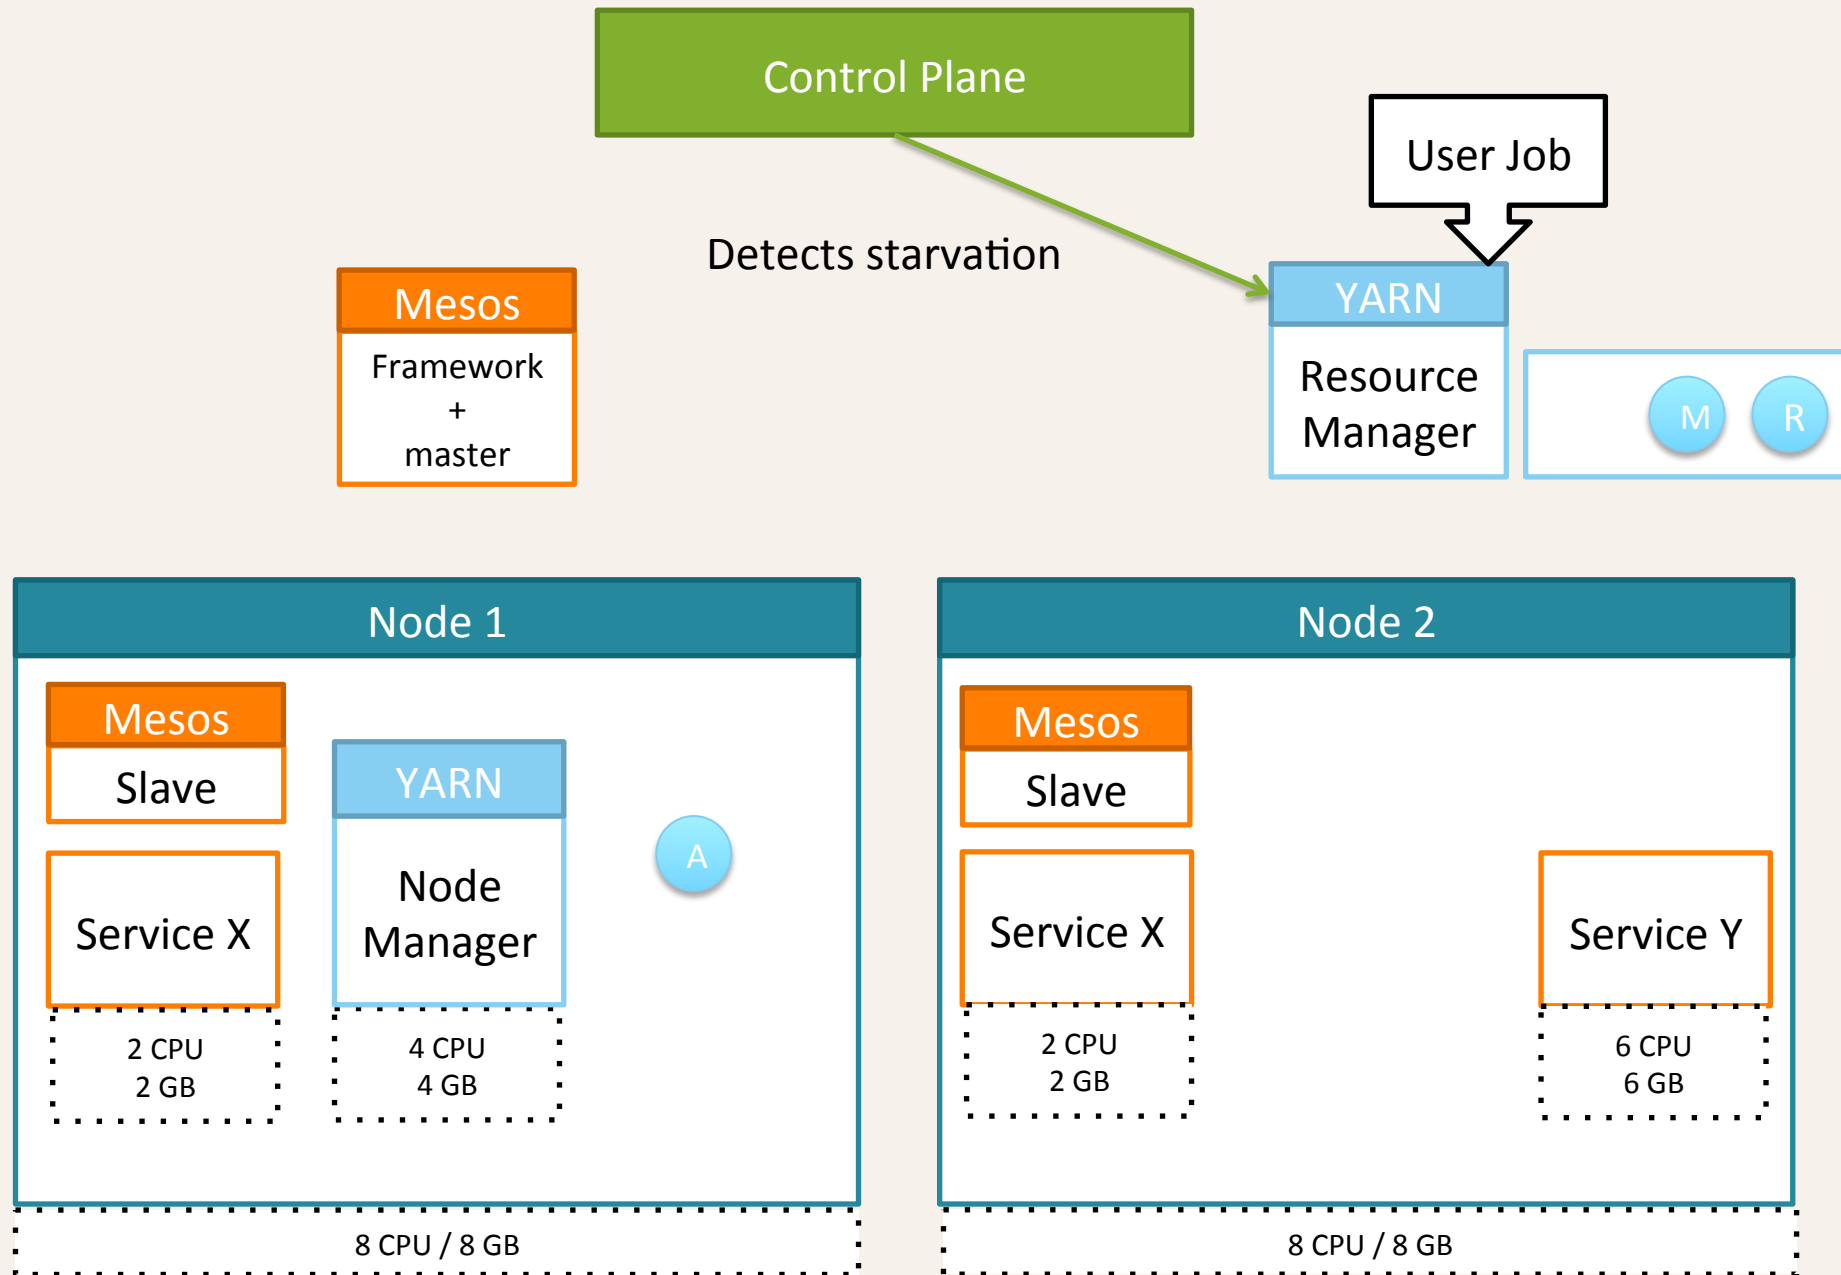 Control Plane
User Job
Detects starvation
Mesos
Framework
+
master
YARN
Resource
Manager
M
R
Node 1
Mesos
Slave
Service X
2 CPU
2 GB
YARN
Node
Manager
4 CPU
4 GB
A
8 CPU / 8 GB
Node 2
Mesos
Slave
Service X
2 CPU
2 GB
Service Y
6 CPU
6 GB
8 CPU / 8 GB